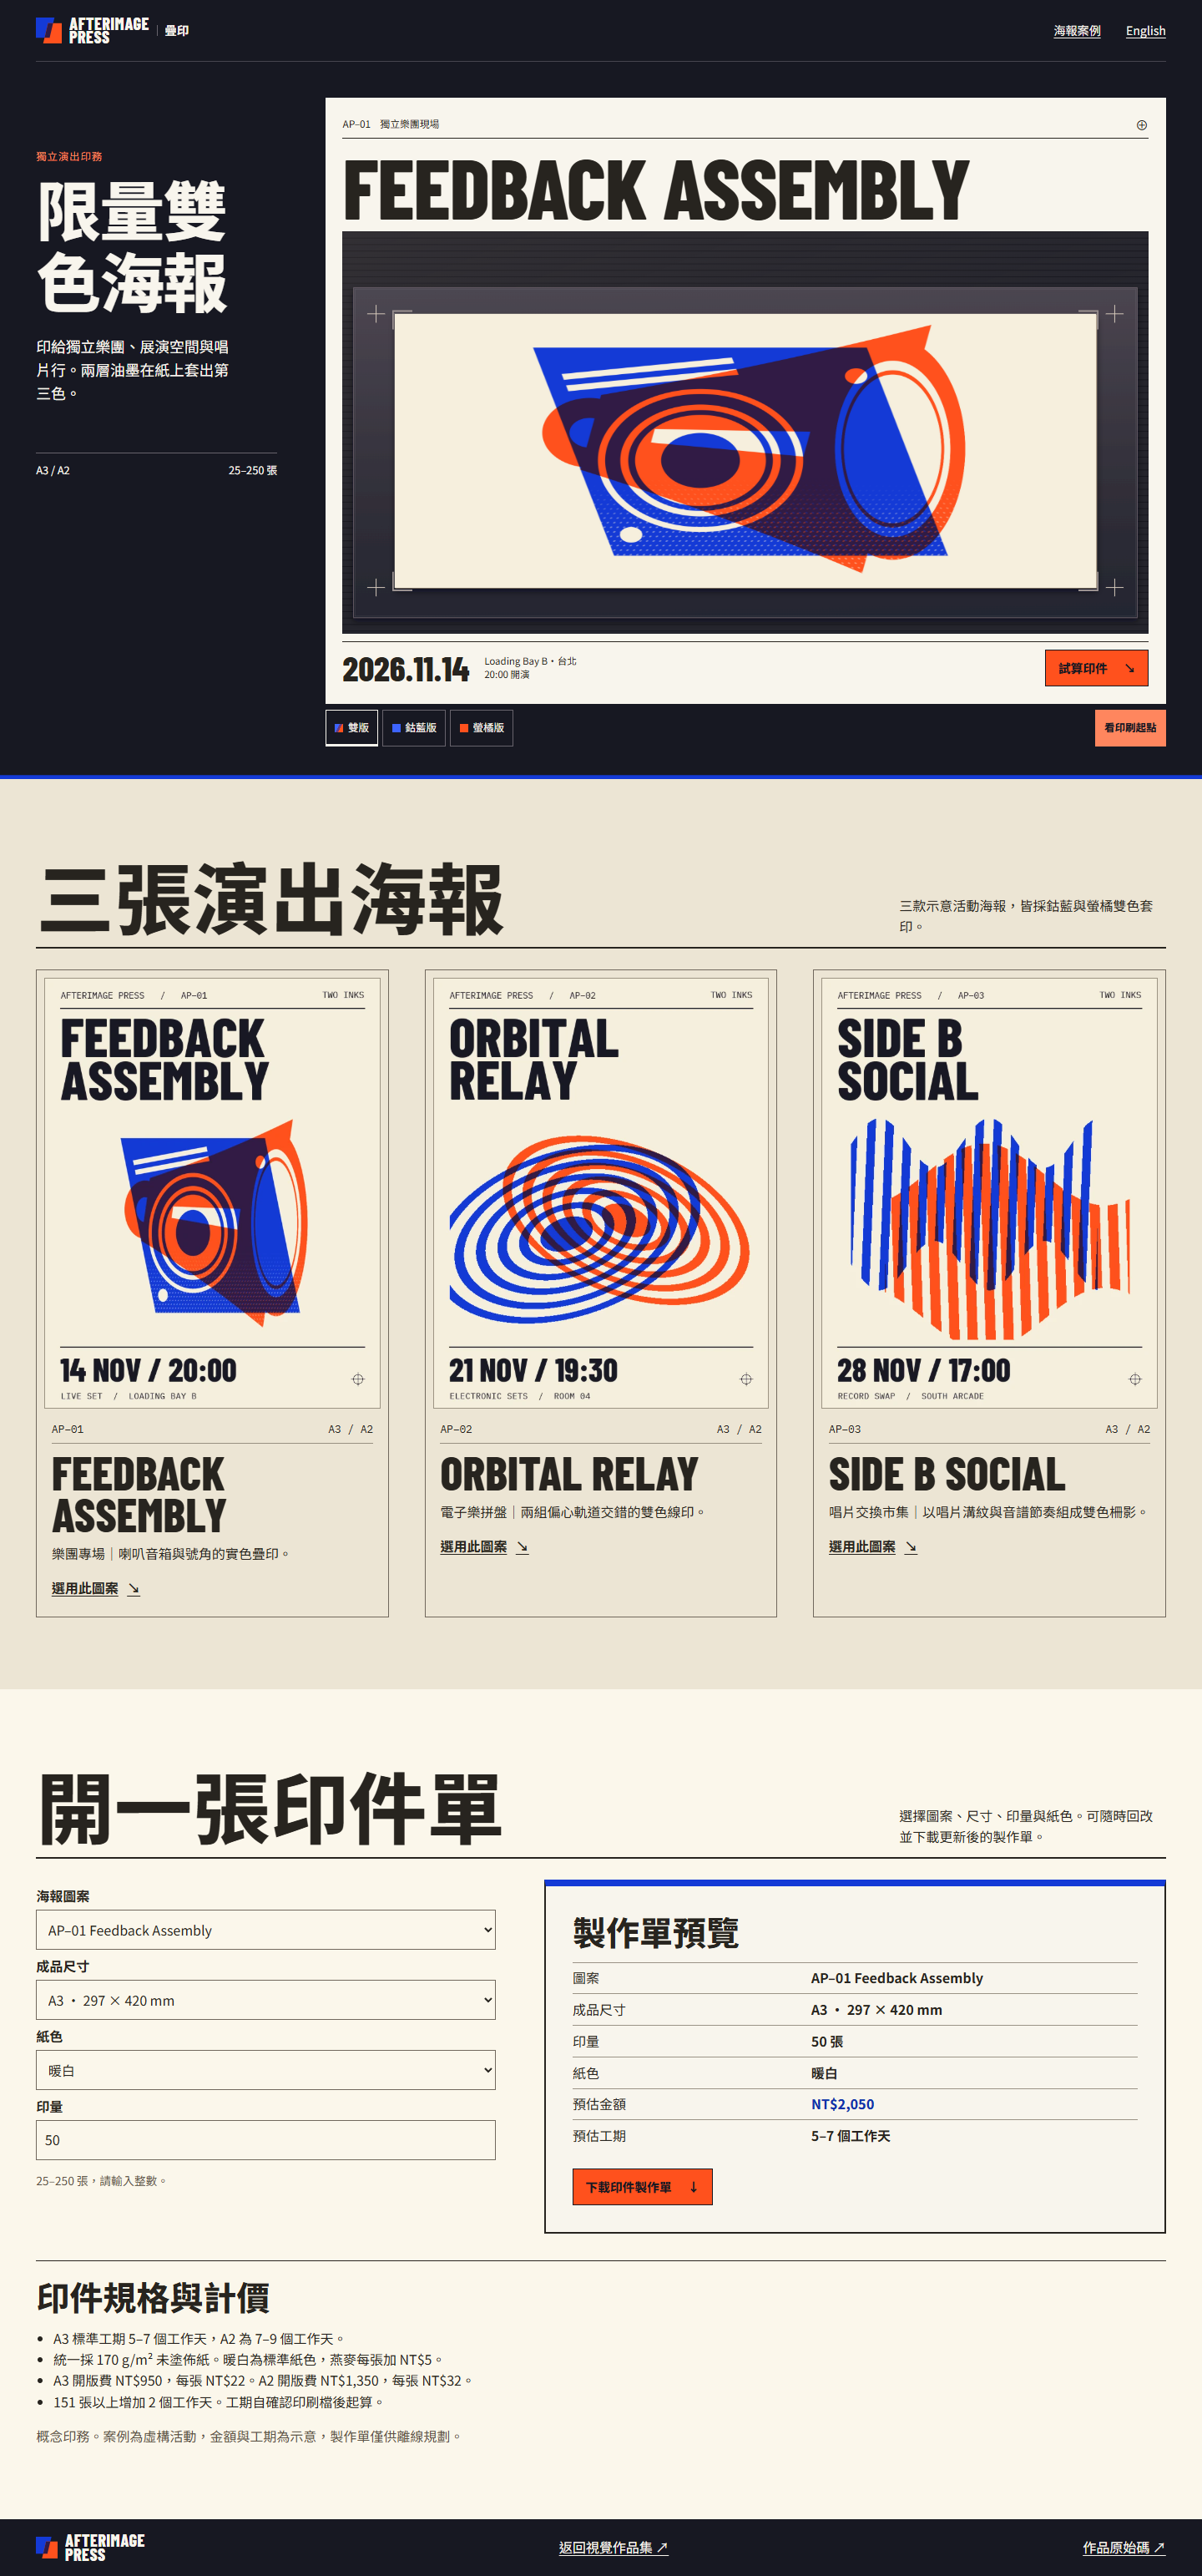 AFTERIMAGE
PRESS
疊印
海報案例
English
獨立演出印務
限量雙
色海報
印給獨立樂團、展演空間與唱
片行。兩層油墨在紙上套出第
三色。
A3 / A2
25–250 張
AP–01 獨立樂團現場
FEEDBACK ASSEMBLY
2026.11.14
Loading Bay B・台北
20:00 開演
試算印件 ↘
雙版
鈷藍版
螢橘版
看印刷起點
三張演出海報
三款示意活動海報，皆採鈷藍與螢橘雙色套
印。
AFTERIMAGE PRESS / AP–01
TWO INKS
FEEDBACK
ASSEMBLY
14 NOV / 20:00
LIVE SET / LOADING BAY B
AP–01
A3 / A2
FEEDBACK
ASSEMBLY
樂團專場｜喇叭音箱與號角的實色疊印。
選用此圖案 ↘
AFTERIMAGE PRESS / AP–02
TWO INKS
ORBITAL
RELAY
21 NOV / 19:30
ELECTRONIC SETS / ROOM 04
AP–02
A3 / A2
ORBITAL RELAY
電子樂拼盤｜兩組偏心軌道交錯的雙色線印。
選用此圖案 ↘
AFTERIMAGE PRESS / AP–03
TWO INKS
SIDE B
SOCIAL
28 NOV / 17:00
RECORD SWAP / SOUTH ARCADE
AP–03
A3 / A2
SIDE B SOCIAL
唱片交換市集｜以唱片溝紋與音譜節奏組成雙色柵影。
選用此圖案 ↘
開一張印件單
選擇圖案、尺寸、印量與紙色。可隨時回改
並下載更新後的製作單。
海報圖案
AP–01 Feedback Assembly
成品尺寸
A3 ・ 297 × 420 mm
紙色
暖白
印量
50
25–250 張，請輸入整數。
製作單預覽
圖案 AP–01 Feedback Assembly
成品尺寸 A3 ・ 297 × 420 mm
印量 50 張
紙色 暖白
預估金額 NT$2,050
預估工期 5–7 個工作天
下載印件製作單 ↓
印件規格與計價
• A3 標準工期 5–7 個工作天，A2 為 7–9 個工作天。
• 統一採 170 g/m² 未塗佈紙。暖白為標準紙色，燕麥每張加 NT$5。
• A3 開版費 NT$950，每張 NT$22。A2 開版費 NT$1,350，每張 NT$32。
• 151 張以上增加 2 個工作天。工期自確認印刷檔後起算。
概念印務。案例為虛構活動，金額與工期為示意，製作單僅供離線規劃。
AFTERIMAGE
PRESS
返回視覺作品集 ↗
作品原始碼 ↗